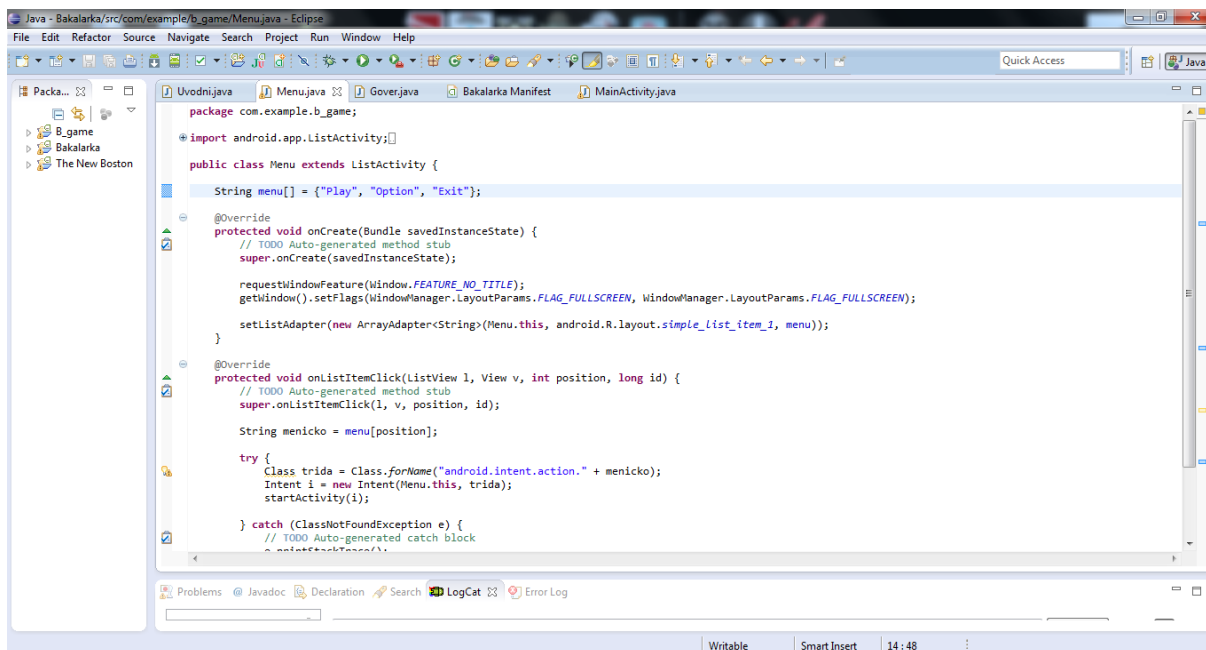 Java - Bakalarka/src/com/example/b_game/Menu.java - Eclipse
File Edit Refactor Source Navigate Search Project Run Window Help
Quick Access Java
Packa... Uvodni.java Menu.java Gover.java Bakalarka Manifest MainActivity.java
B_game
Bakalarka
The New Boston
package com.example.b_game;
import android.app.ListActivity;
public class Menu extends ListActivity {
String menu[] = {"Play", "Option", "Exit"};
@Override
protected void onCreate(Bundle savedInstanceState) {
// TODO Auto-generated method stub
super.onCreate(savedInstanceState);
requestWindowFeature(Window.FEATURE_NO_TITLE);
getWindow().setFlags(WindowManager.LayoutParams.FLAG_FULLSCREEN, WindowManager.LayoutParams.FLAG_FULLSCREEN);
setListAdapter(new ArrayAdapter<String>(Menu.this, android.R.layout.simple_list_item_1, menu));
}
@Override
protected void onListItemClick(ListView l, View v, int position, long id) {
// TODO Auto-generated method stub
super.onListItemClick(l, v, position, id);
String menicko = menu[position];
try {
Class trida = Class.forName("android.intent.action." + menicko);
Intent i = new Intent(Menu.this, trida);
startActivity(i);
} catch (ClassNotFoundException e) {
// TODO Auto-generated catch block
e.printStackTrace();
Problems @ Javadoc Declaration Search LogCat Error Log
Writable Smart Insert 14 : 48